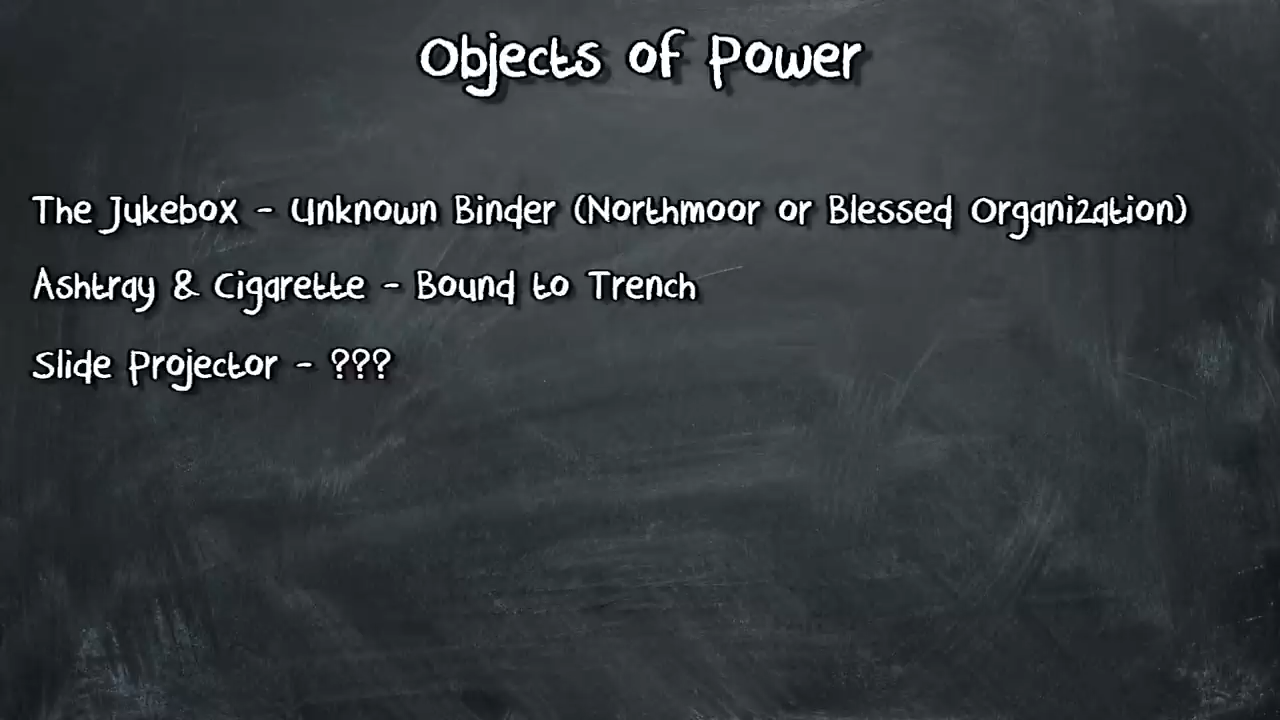 Objects of Power
The Jukebox - Unknown Binder (Northmoor or Blessed Organization)
Ashtray & Cigarette - Bound to Trench
Slide Projector - ???